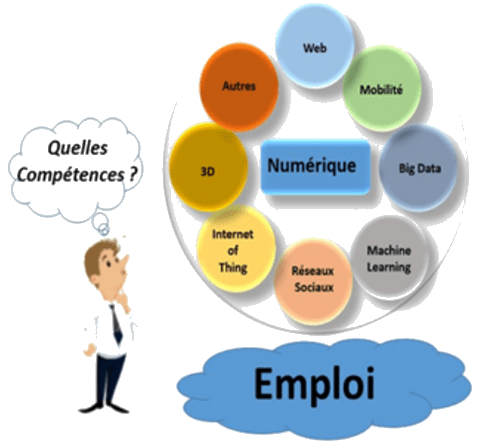 Quelles
Compétences ?
Web
Mobilité
Big Data
Machine
Learning
Réseaux
Sociaux
Internet
of
Thing
3D
Autres
Numérique
Emploi